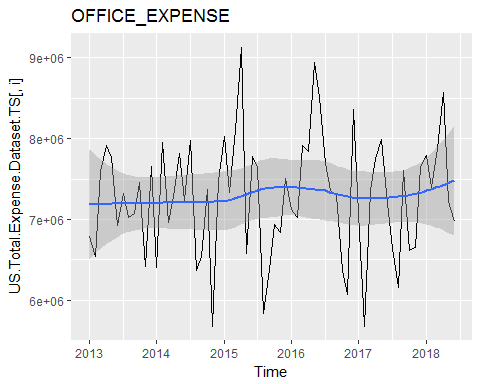 OFFICE_EXPENSE
US.Total.Expense.Dataset.TS[, i]
9e+06
8e+06
7e+06
6e+06
2013 2014 2015 2016 2017 2018
Time